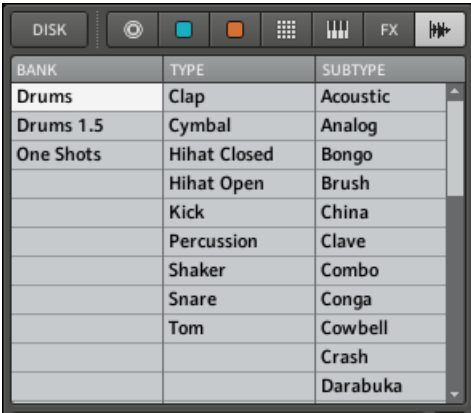 DISK FX
BANK TYPE SUBTYPE
Drums Clap Acoustic
Drums 1.5 Cymbal Analog
One Shots Hihat Closed Bongo
Hihat Open Brush
Kick China
Percussion Clave
Shaker Combo
Snare Conga
Tom Cowbell
Crash
Darabuka